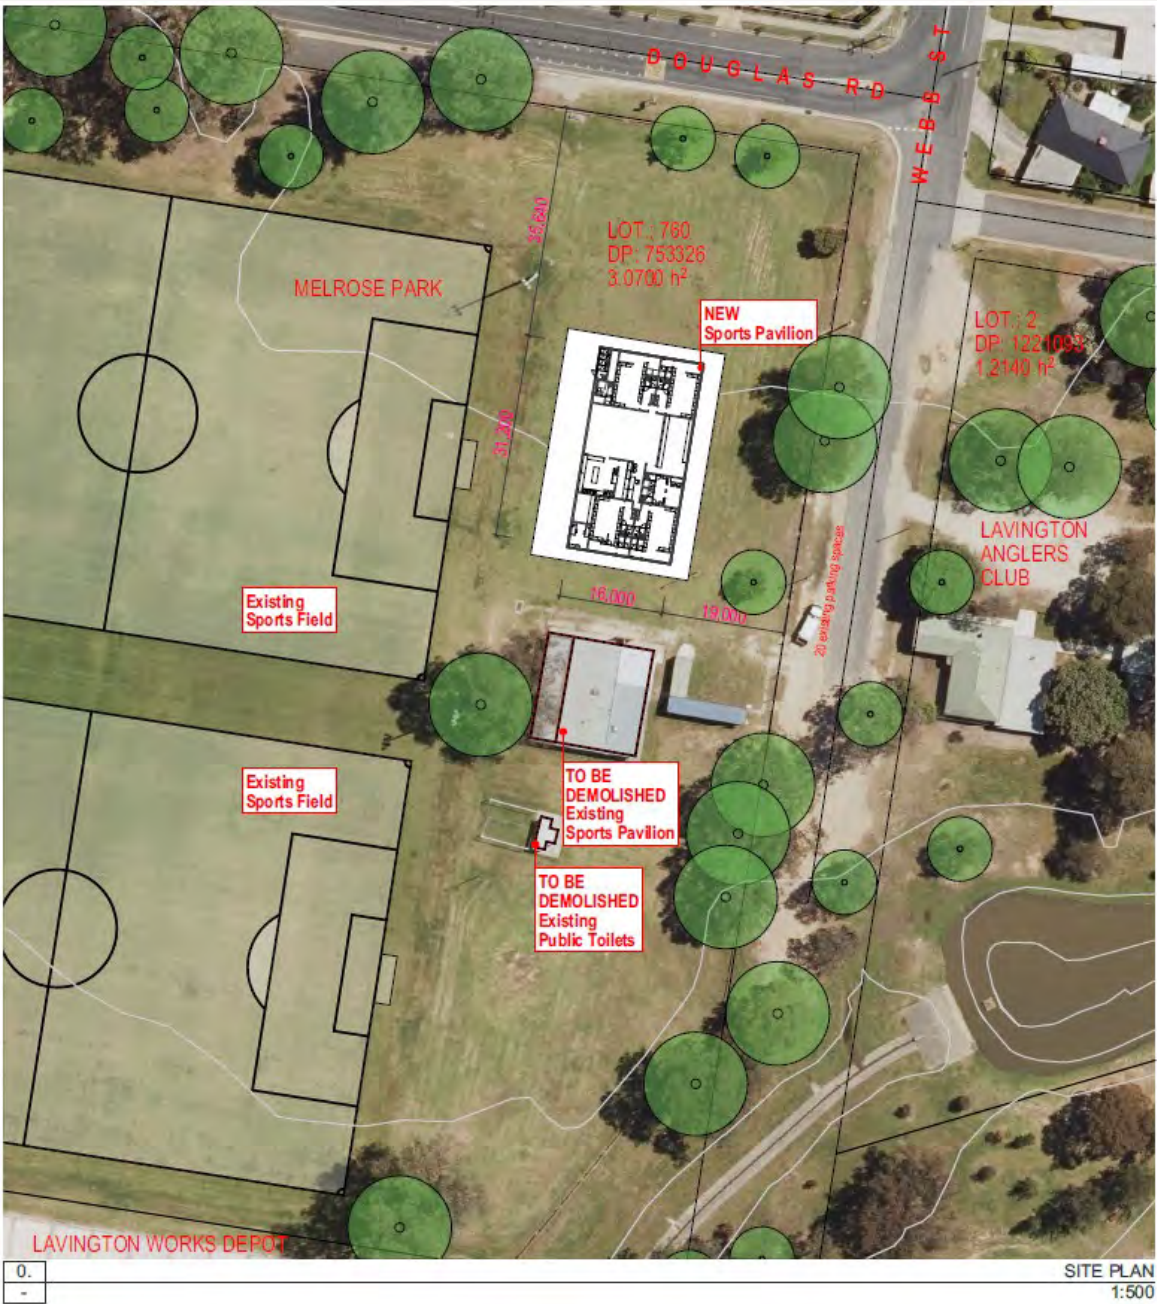 DOUGLAS RD
WEBB ST
35,640
LOT.: 760
DP: 753326
3.0700 h²
MELROSE PARK
NEW
Sports Pavilion
LOT.: 2
DP: 1221093
1.2140 h²
31,200
LAVINGTON
ANGLERS
CLUB
20 existing parking spaces
16,000
19,000
Existing
Sports Field
Existing
Sports Field
TO BE
DEMOLISHED
Existing
Sports Pavilion
TO BE
DEMOLISHED
Existing
Public Toilets
LAVINGTON WORKS DEPOT
0.
-
SITE PLAN
1:500